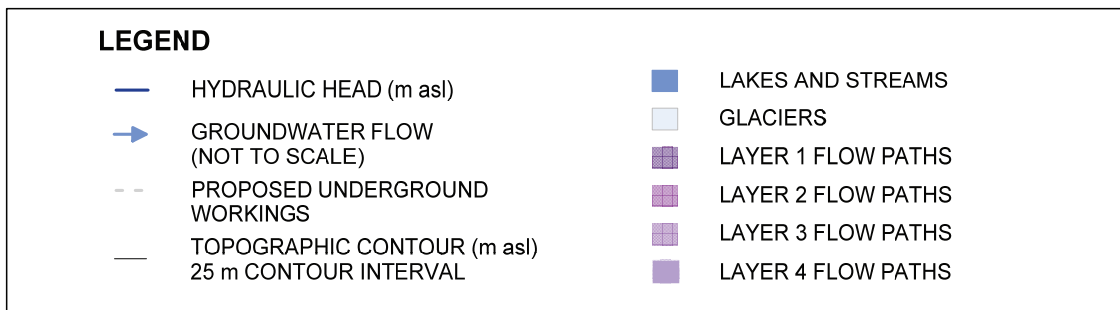 LEGEND
HYDRAULIC HEAD (m asl)
GROUNDWATER FLOW
(NOT TO SCALE)
PROPOSED UNDERGROUND
WORKINGS
TOPOGRAPHIC CONTOUR (m asl)
25 m CONTOUR INTERVAL
LAKES AND STREAMS
GLACIERS
LAYER 1 FLOW PATHS
LAYER 2 FLOW PATHS
LAYER 3 FLOW PATHS
LAYER 4 FLOW PATHS